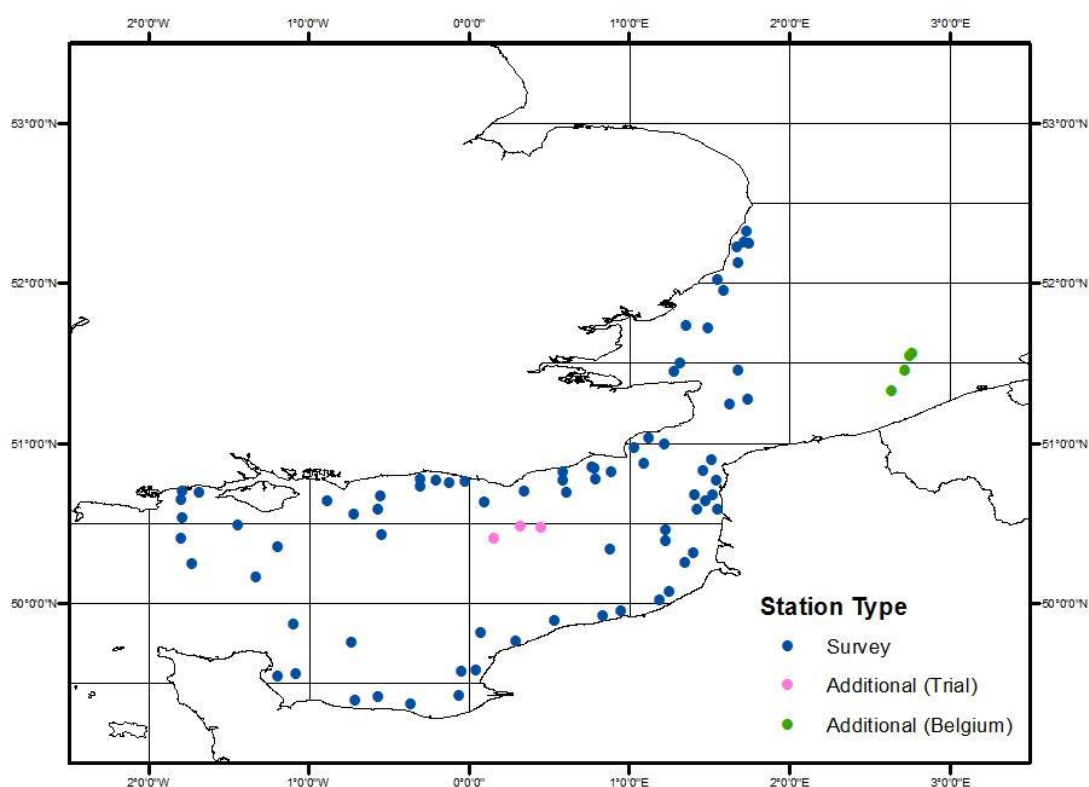 2°0'0"W 1°0'0"W 0°0'0" 1°0'0"E 2°0'0"E 3°0'0"E
53°0'0"N 53°0'0"N
52°0'0"N 52°0'0"N
51°0'0"N 51°0'0"N
50°0'0"N 50°0'0"N
Station Type
Survey
Additional (Trial)
Additional (Belgium)
2°0'0"W 1°0'0"W 0°0'0" 1°0'0"E 2°0'0"E 3°0'0"E